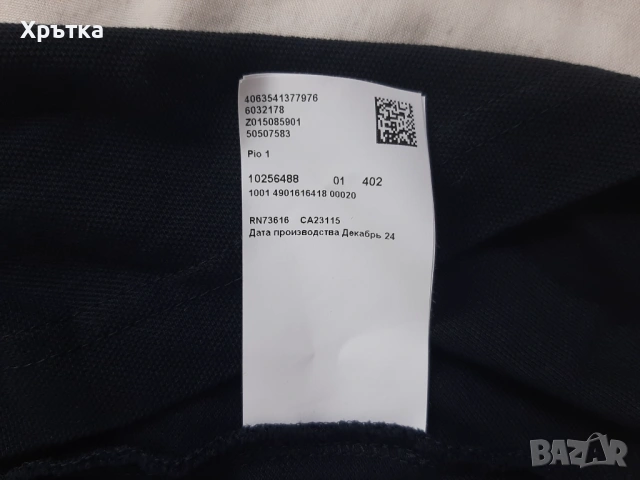 Хрътка
4063541377976
6032178
Z015085901
50507583
Pio 1
10256488 01 402
1001 4901616418 00020
RN73616 CA23115
Дата производства Декабрь 24
BAZAR